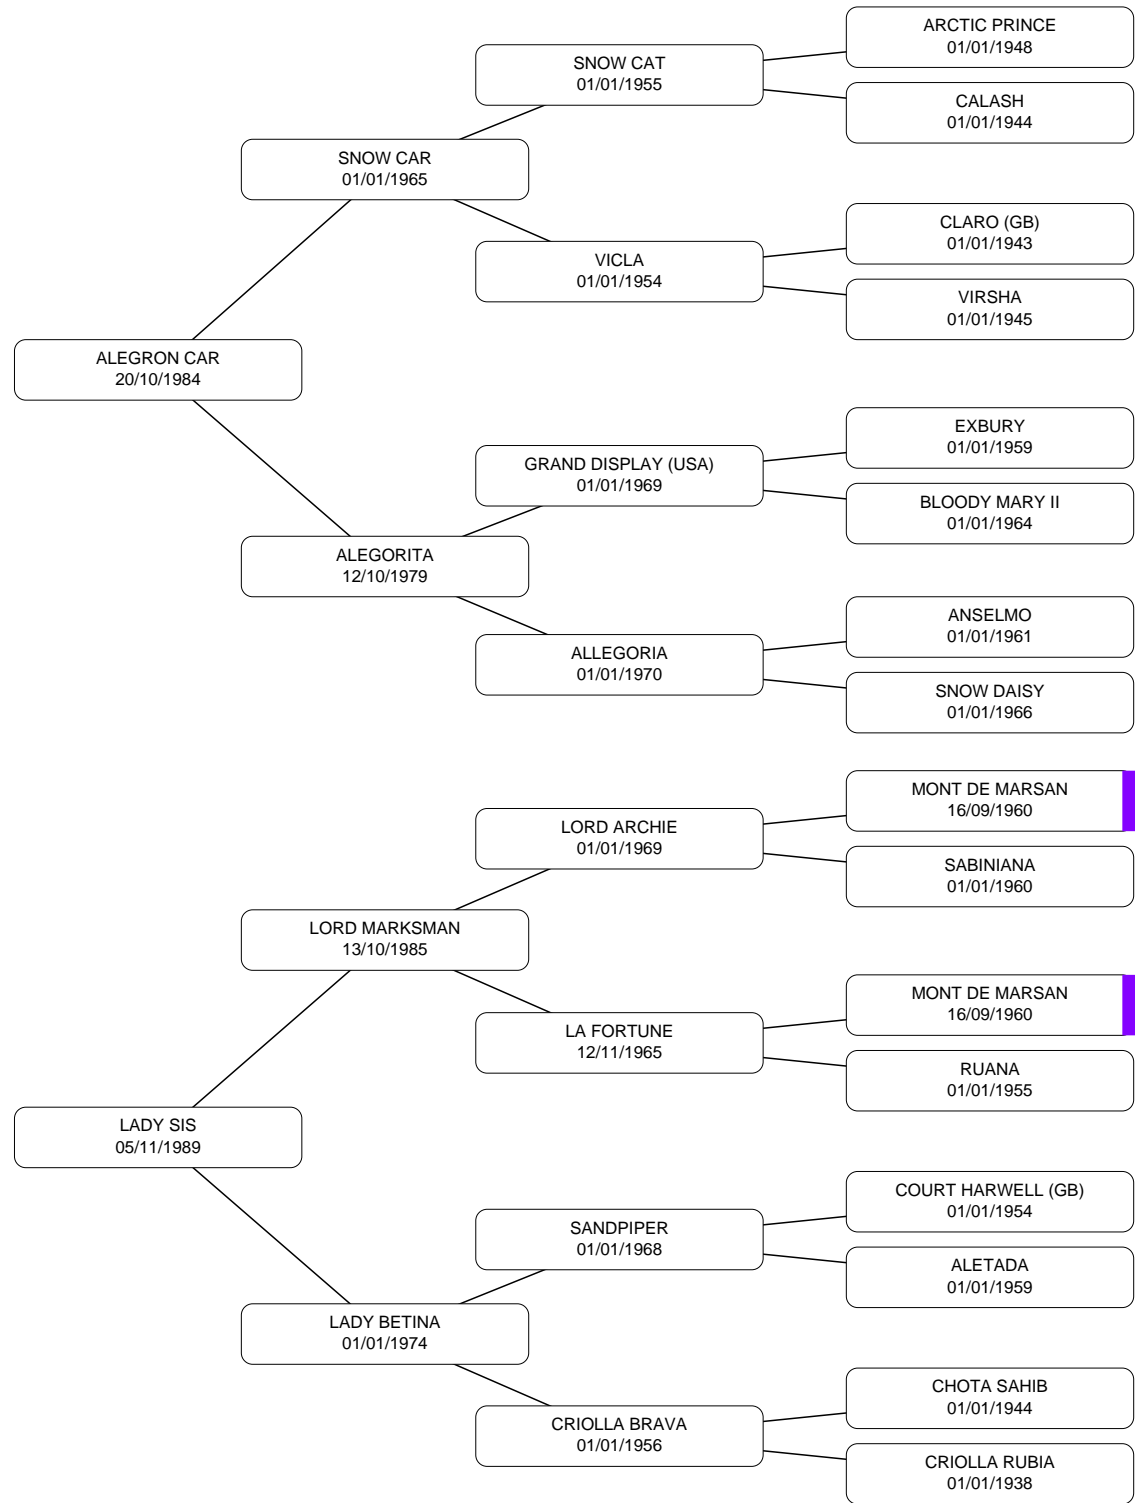 ARCTIC PRINCE
01/01/1948
SNOW CAT
01/01/1955
CALASH
01/01/1944
SNOW CAR
01/01/1965
CLARO (GB)
01/01/1943
VICLA
01/01/1954
VIRSHA
01/01/1945
ALEGRON CAR
20/10/1984
EXBURY
01/01/1959
GRAND DISPLAY (USA)
01/01/1969
BLOODY MARY II
01/01/1964
ALEGORITA
12/10/1979
ANSELMO
01/01/1961
ALLEGORIA
01/01/1970
SNOW DAISY
01/01/1966
MONT DE MARSAN
16/09/1960
LORD ARCHIE
01/01/1969
SABINIANA
01/01/1960
LORD MARKSMAN
13/10/1985
MONT DE MARSAN
16/09/1960
LA FORTUNE
12/11/1965
RUANA
01/01/1955
LADY SIS
05/11/1989
COURT HARWELL (GB)
01/01/1954
SANDPIPER
01/01/1968
ALETADA
01/01/1959
LADY BETINA
01/01/1974
CHOTA SAHIB
01/01/1944
CRIOLLA BRAVA
01/01/1956
CRIOLLA RUBIA
01/01/1938